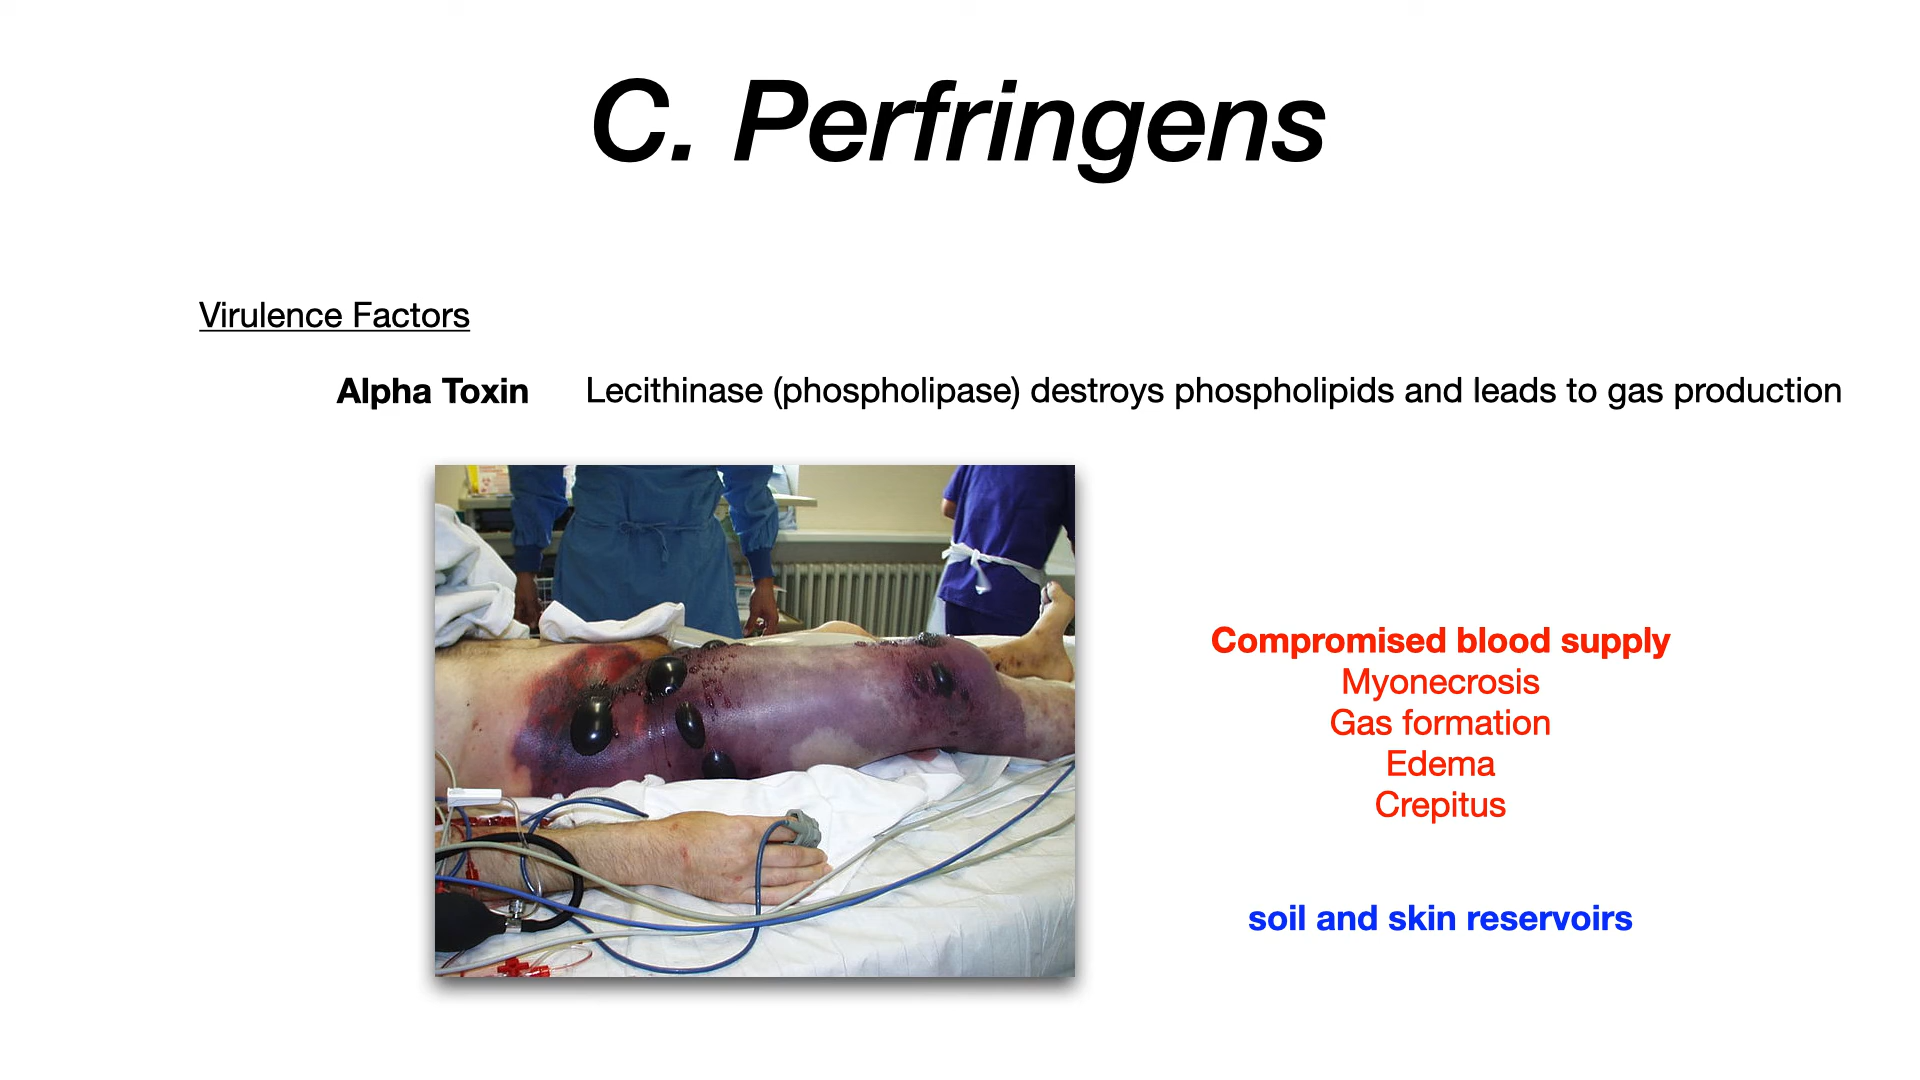 C. Perfringens
Virulence Factors
Alpha Toxin Lecithinase (phospholipase) destroys phospholipids and leads to gas production
Compromised blood supply
Myonecrosis
Gas formation
Edema
Crepitus
soil and skin reservoirs